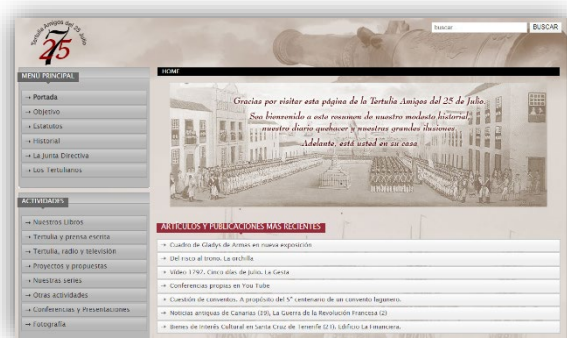 Tertulia Amigos del 25 Julio
7
25
buscar
BUSCAR
MENÚ PRINCIPAL
→ Portada
→ Objetivo
→ Estatutos
→ Historial
→ La Junta Directiva
→ Los Tertulianos
ACTIVIDADES
→ Nuestros Libros
→ Tertulia y prensa escrita
→ Tertulia, radio y televisión
→ Proyectos y propuestas
→ Nuestras series
→ Otras actividades
→ Conferencias y Presentaciones
→ Fotografía
HOME
Gracias por visitar esta página de la Tertulia Amigos del 25 de Julio.
Sea bienvenido a este resumen de nuestro modesto historial,
nuestro diario quehacer y nuestras grandes ilusiones
Adelante, está usted en su casa
ARTÍCULOS Y PUBLICACIONES MÁS RECIENTES
→ Cuadro de Gladys de Armas en nueva exposición
→ Del risco al trono. La orchilla
→ Vídeo 1797. Cinco días de Julio. La Gesta
→ Conferencias propias en You Tube
→ Cuestión de conventos. A propósito del 5º centenario de un convento lagunero.
→ Noticias antiguas de Canarias (19), La Guerra de la Revolución Francesa (2)
→ Bienes de Interés Cultural en Santa Cruz de Tenerife (21). Edificio La Financiera.